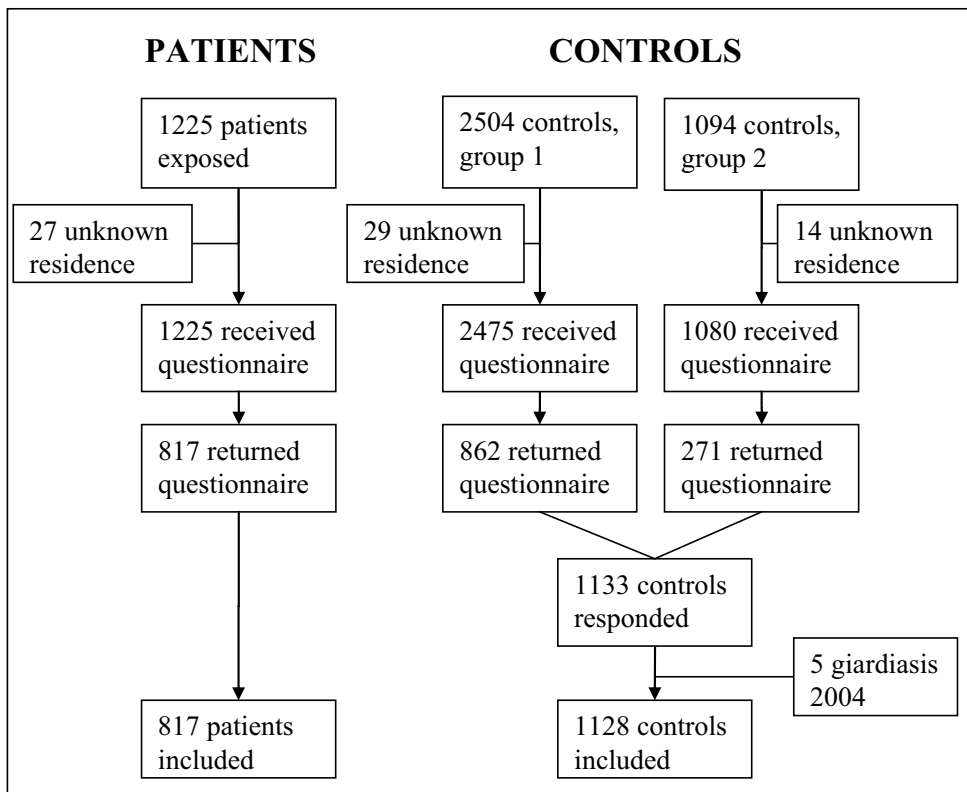 PATIENTS
1225 patients
exposed
27 unknown
residence
1225 received
questionnaire
817 returned
questionnaire
817 patients
included
CONTROLS
2504 controls,
group 1
1094 controls,
group 2
29 unknown
residence
14 unknown
residence
2475 received
questionnaire
1080 received
questionnaire
862 returned
questionnaire
271 returned
questionnaire
1133 controls
responded
5 giardiasis
2004
1128 controls
included